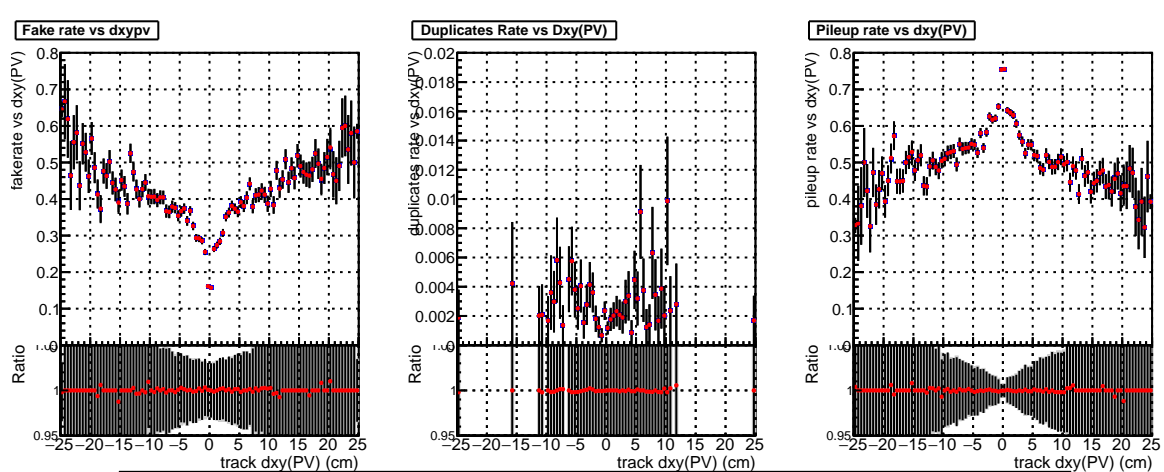 Fake rate vs dxypv
fakerate vs dxy(PV)
0.8
0.7
0.6
0.5
0.4
0.3
0.2
0.1
0
Ratio
1
0.95
−25 −20 −15 −10 −5 0 5 10 15 20 25
track dxy(PV) (cm)
Duplicates Rate vs Dxy(PV)
duplicates rate vs dxy(PV)
0.02
0.018
0.016
0.014
0.012
0.01
0.008
0.006
0.004
0.002
0
Ratio
1
0.95
−25 −20 −15 −10 −5 0 5 10 15 20 25
track dxy(PV) (cm)
Pileup rate vs dxy(PV)
pileup rate vs dxy(PV)
0.8
0.7
0.6
0.5
0.4
0.3
0.2
0.1
0
Ratio
1
0.95
−25 −20 −15 −10 −5 0 5 10 15 20 25
track dxy(PV) (cm)